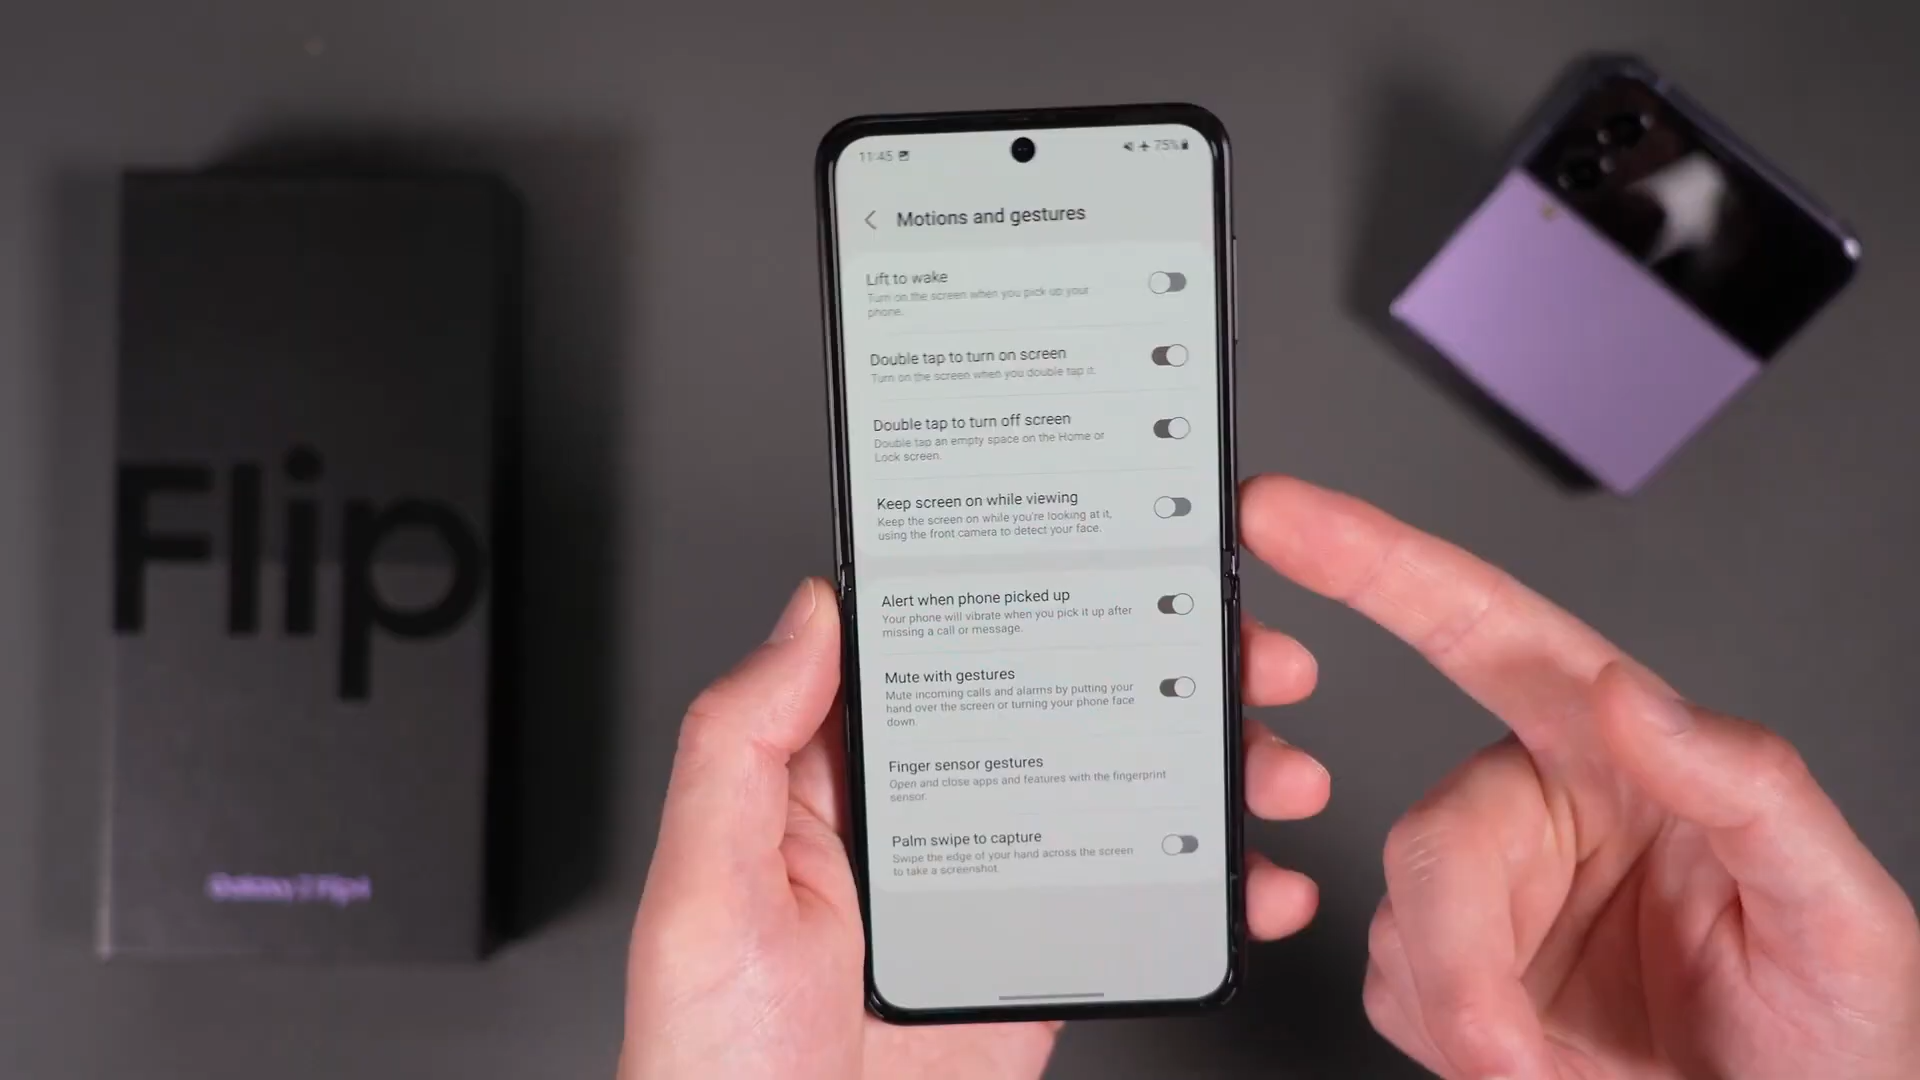 Flip
Galaxy Z Flip4
11:45
75%
Motions and gestures
Lift to wake
Turn on the screen when you pick up your
phone.
Double tap to turn on screen
Turn on the screen when you double tap it.
Double tap to turn off screen
Double tap an empty space on the Home or
Lock screen.
Keep screen on while viewing
Keep the screen on while you're looking at it,
using the front camera to detect your face.
Alert when phone picked up
Your phone will vibrate when you pick it up after
missing a call or message.
Mute with gestures
Mute incoming calls and alarms by putting your
hand over the screen or turning your phone face
down.
Finger sensor gestures
Open and close apps and features with the fingerprint
sensor.
Palm swipe to capture
Swipe the edge of your hand across the screen
to take a screenshot.